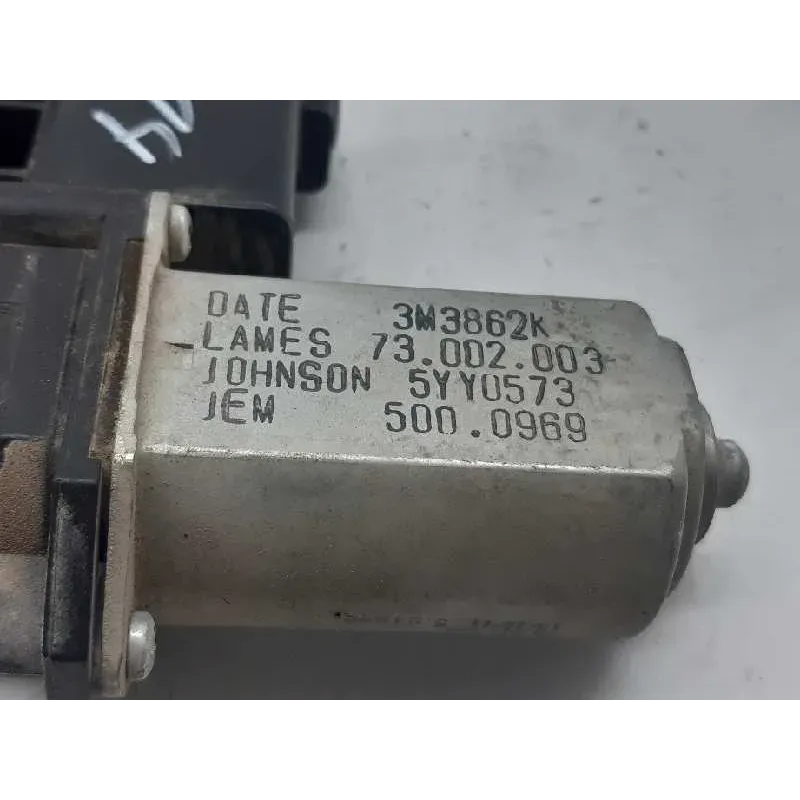 DATE 3M3862K
LAMES 73.002.003
JOHNSON 5YY0573
JEM 500.0969